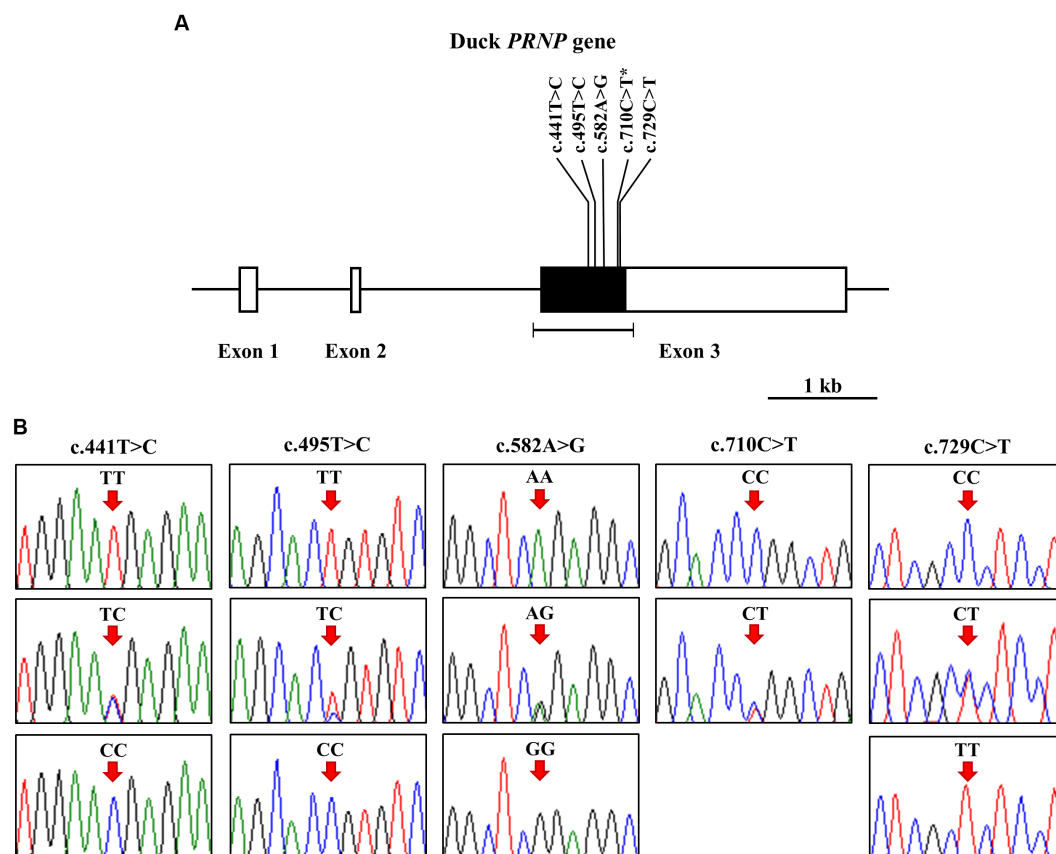 A
Duck PRNP gene
c.441T>C
c.495T>C
c.582A>G
c.710C>T*
c.729C>T
Exon 1
Exon 2
Exon 3
1 kb
B
c.441T>C
c.495T>C
c.582A>G
c.710C>T
c.729C>T
TT
TT
AA
CC
CC
TC
TC
AG
CT
CT
CC
CC
GG
TT